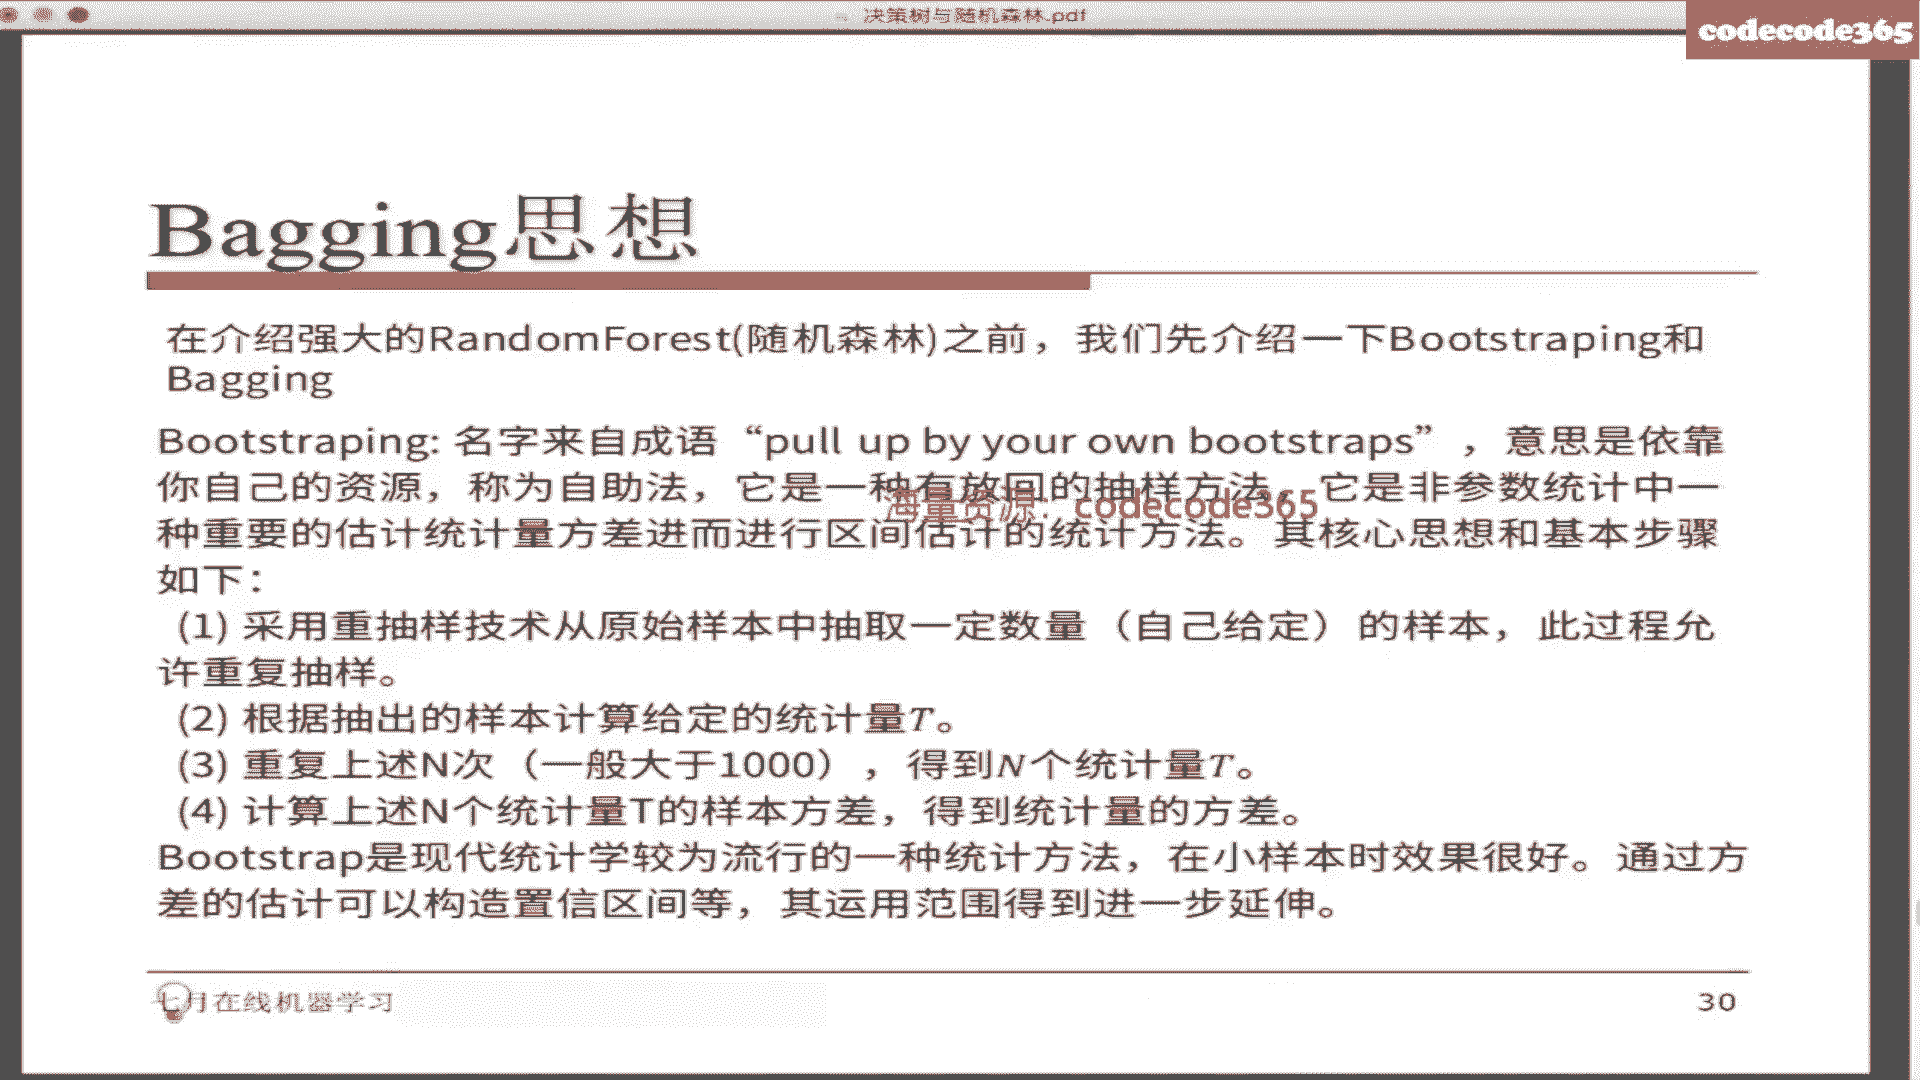 决策树与随机森林.pdf
codecode365
Bagging思想
在介绍强大的RandomForest(随机森林)之前，我们先介绍一下Bootstraping和
Bagging
Bootstraping: 名字来自成语“pull up by your own bootstraps”，意思是依靠
你自己的资源，称为自助法，它是一种有放回的抽样方法，它是非参数统计中一
海量资源：codecode365
种重要的估计统计量方差进而进行区间估计的统计方法。其核心思想和基本步骤
如下：
(1) 采用重抽样技术从原始样本中抽取一定数量（自己给定）的样本，此过程允
许重复抽样。
(2) 根据抽出的样本计算给定的统计量T。
(3) 重复上述N次（一般大于1000），得到N个统计量T。
(4) 计算上述N个统计量T的样本方差，得到统计量的方差。
Bootstrap是现代统计学较为流行的一种统计方法，在小样本时效果很好。通过方
差的估计可以构造置信区间等，其运用范围得到进一步延伸。
七月在线机器学习
30